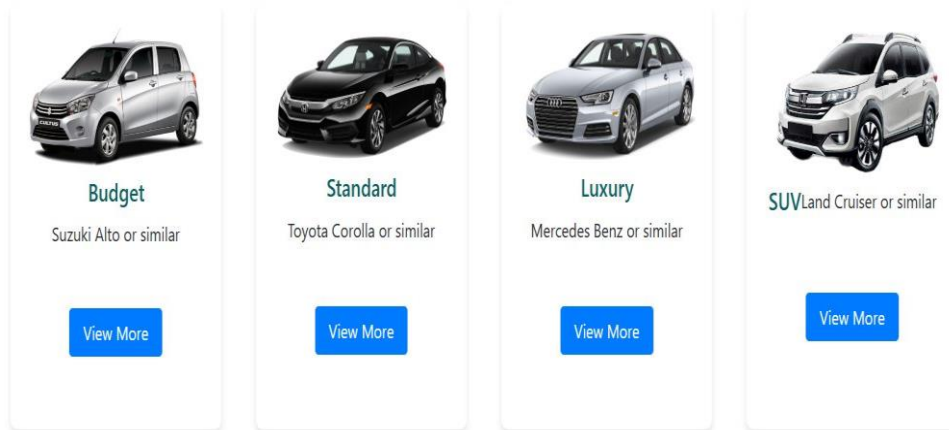 CULTUS
Budget
Suzuki Alto or similar
View More
Standard
Toyota Corolla or similar
View More
Luxury
Mercedes Benz or similar
View More
SUVLand Cruiser or similar
View More